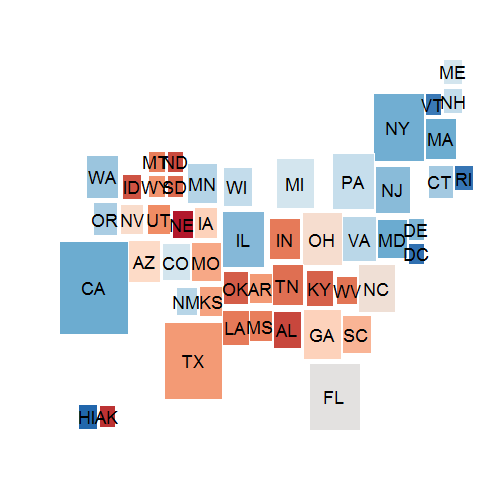 ME
VT NH
NY MA
MT ND
WA ID WY SD MN WI MI PA NJ CT RI
OR NV UT NE IA IL IN OH VA MD DE
DC
CA AZ CO MO
NM KS OK AR TN KY WV NC
TX LA MS AL GA SC
FL
HI AK